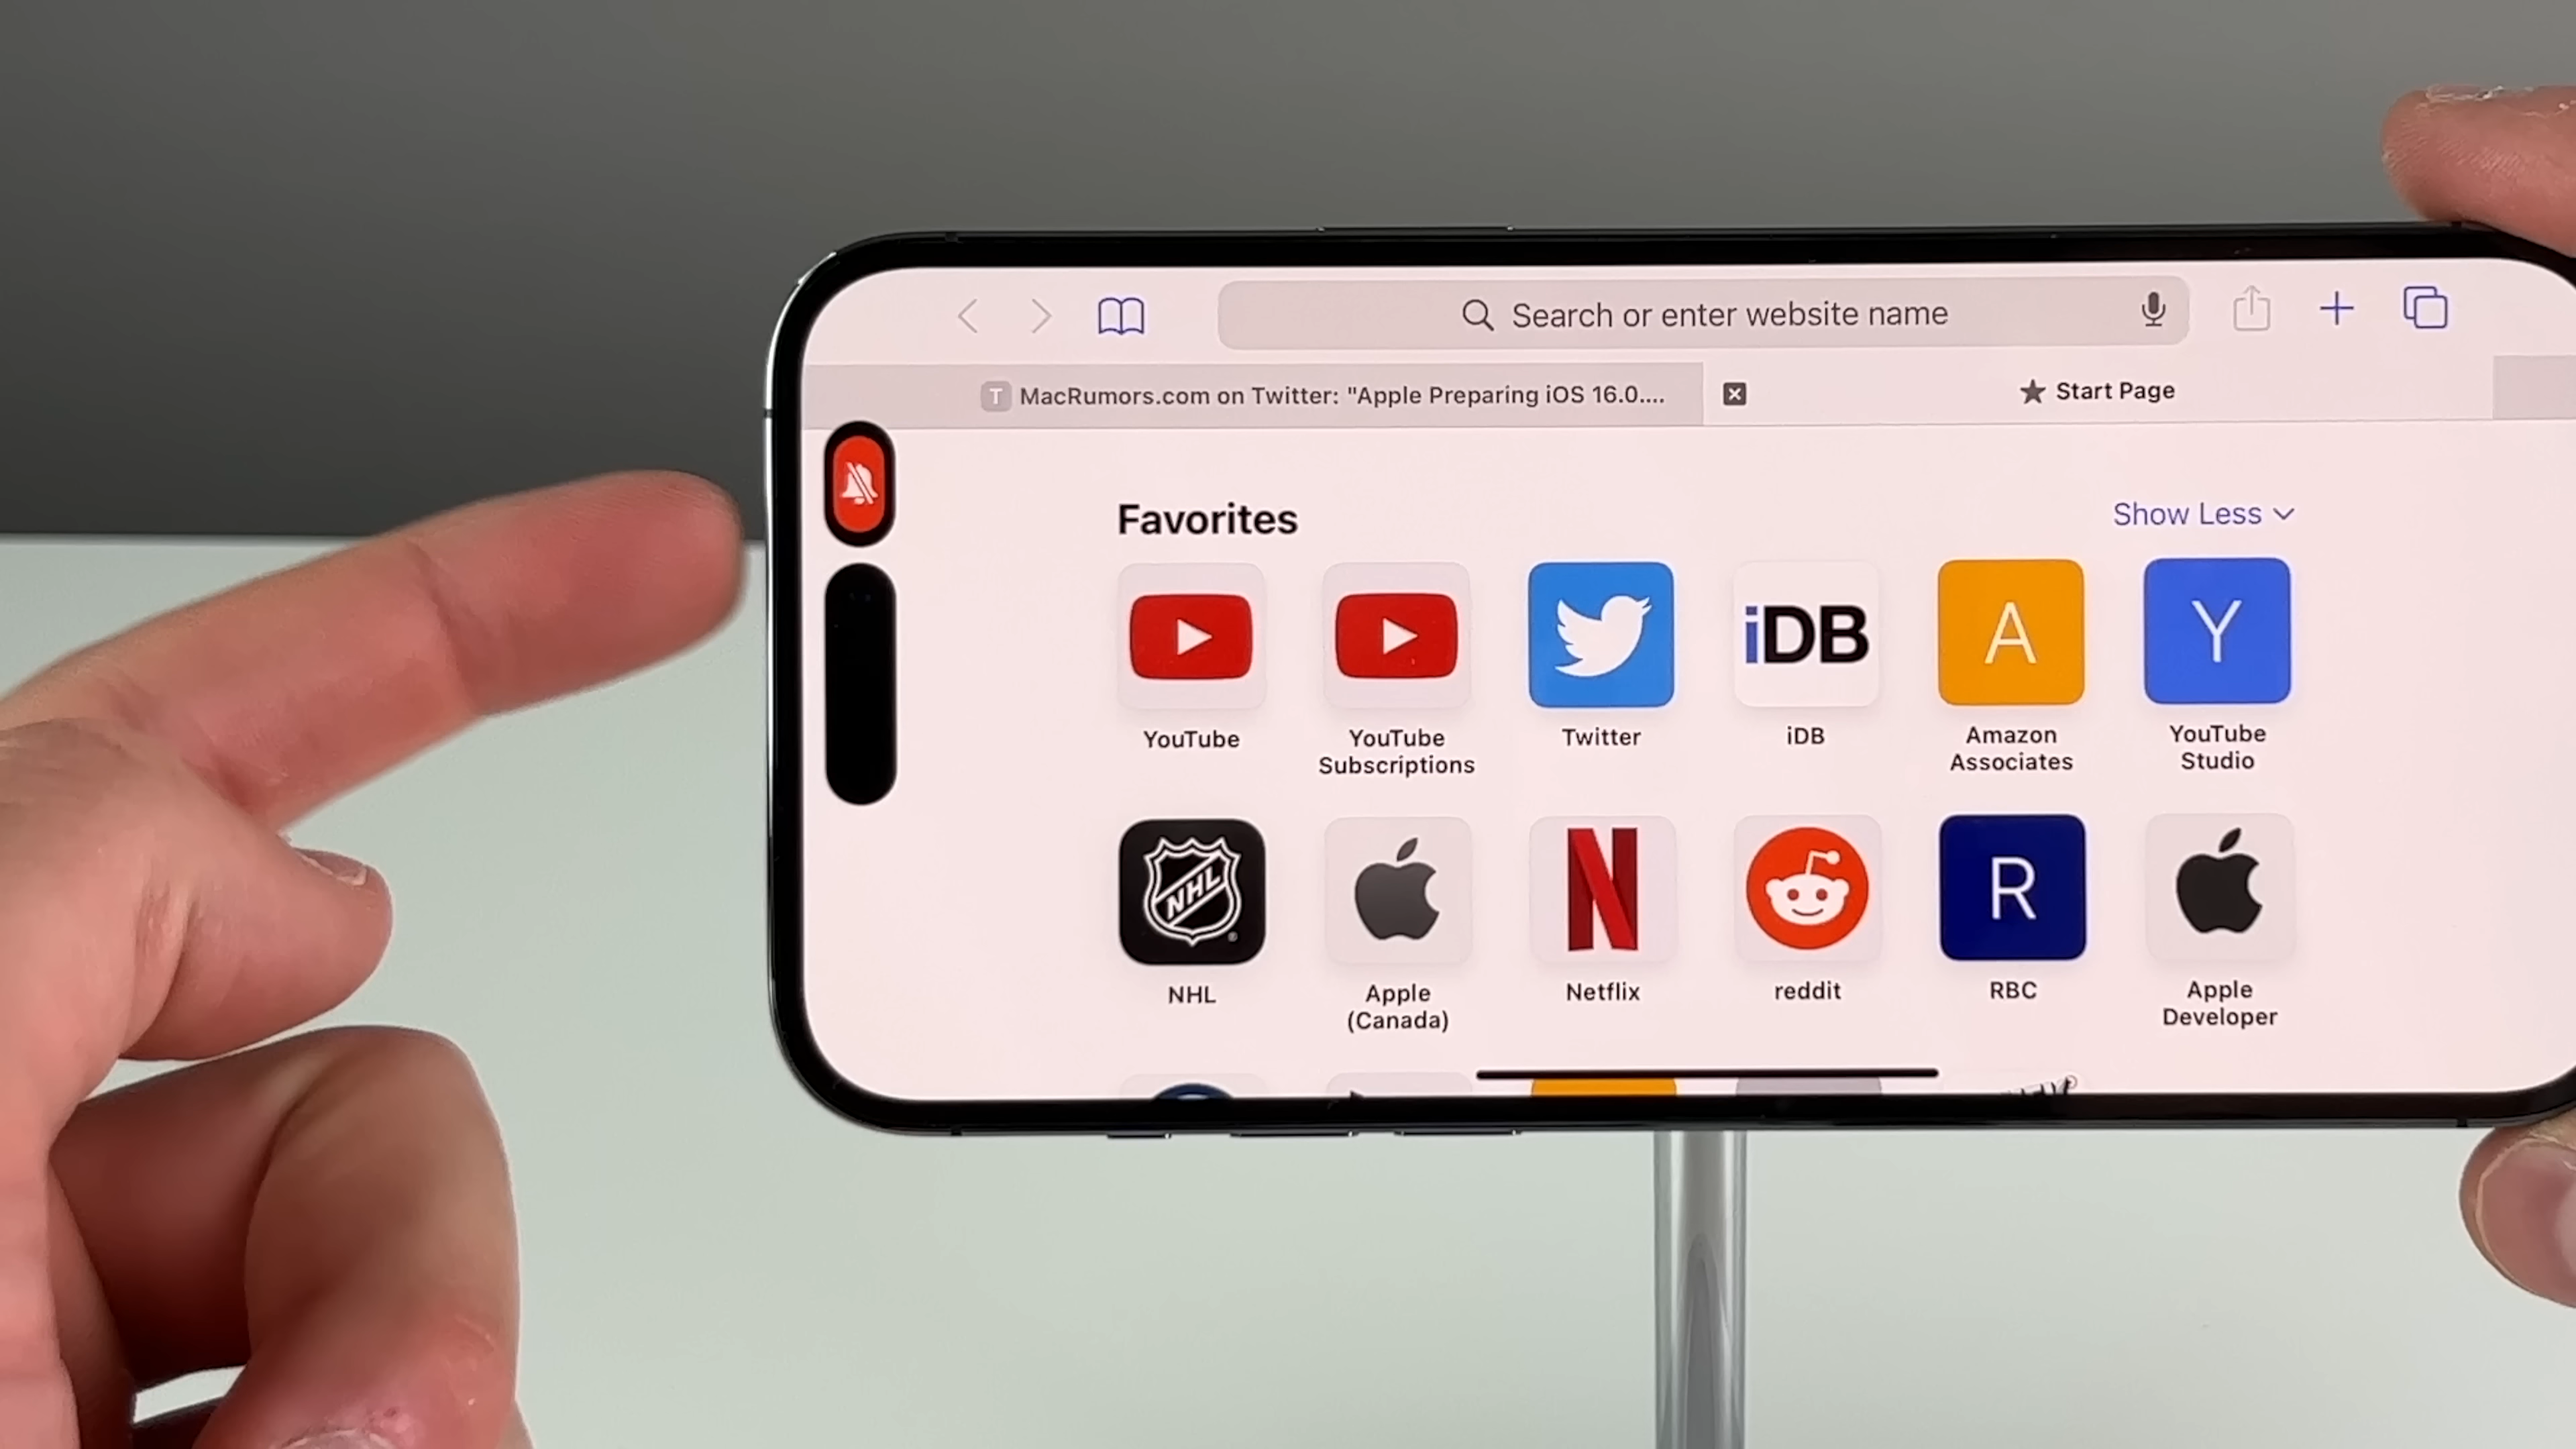 Search or enter website name
T MacRumors.com on Twitter: "Apple Preparing iOS 16.0....
Start Page
Favorites
Show Less
iDB
A
Y
YouTube
YouTube
Subscriptions
Twitter
iDB
Amazon
Associates
YouTube
Studio
NHL
N
R
NHL
Apple
(Canada)
Netflix
reddit
RBC
Apple
Developer